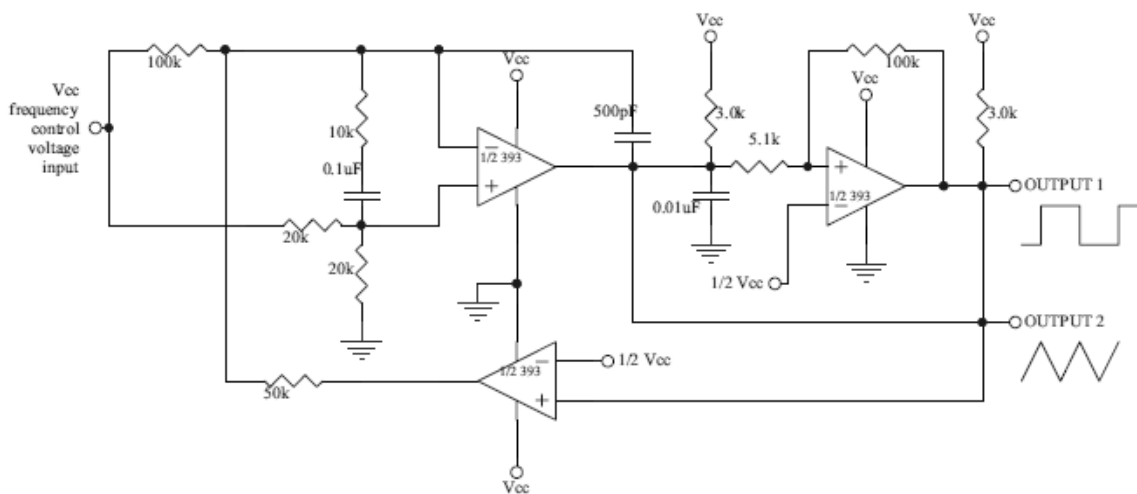 Vcc
frequency
control
voltage
input
100k
10k
0.1uF
20k
20k
50k
Vcc
−
1/2 393
+
500pF
Vcc
3.0k
0.01uF
5.1k
100k
Vcc
+
1/2 393
−
1/2 Vcc
Vcc
3.0k
OUTPUT 1
OUTPUT 2
−
1/2 393
+
1/2 Vcc
Vcc